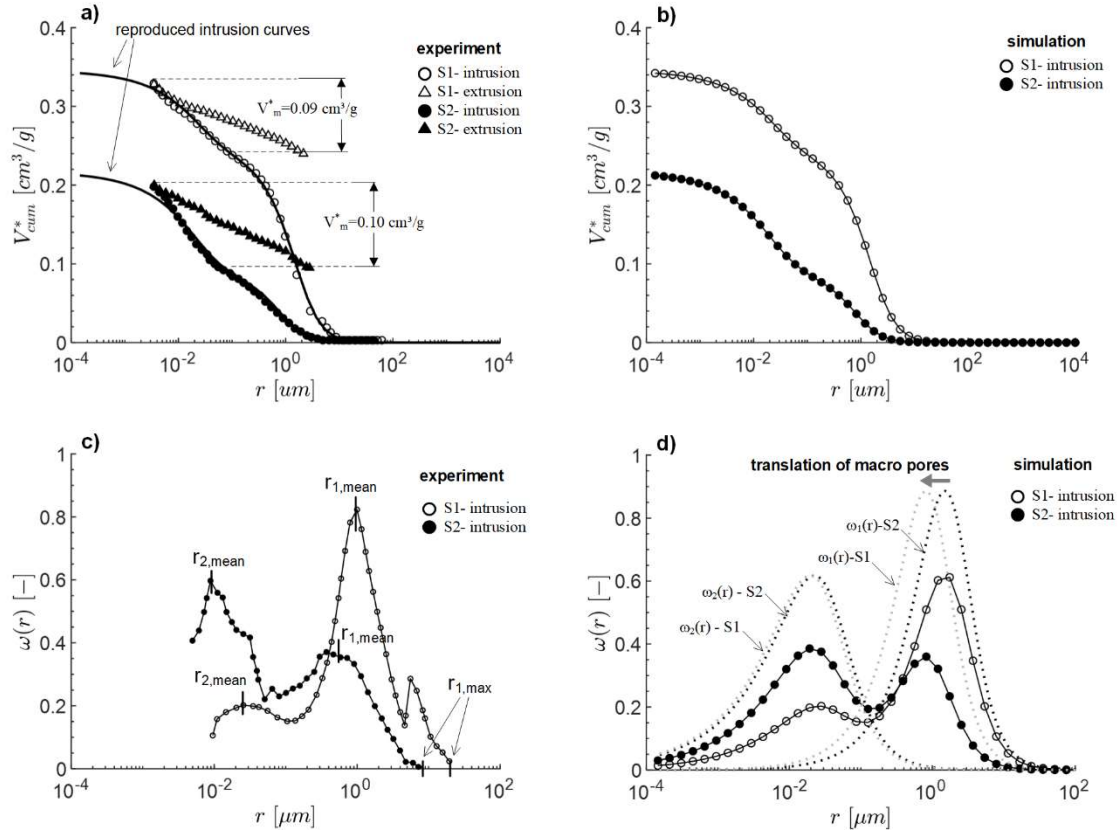 a)
reproduced intrusion curves
experiment
S1- intrusion
S1- extrusion
S2- intrusion
S2- extrusion
V*m=0.09 cm³/g
V*m=0.10 cm³/g
0.4
0.3
0.2
0.1
0
V*cum [cm³/g]
10⁻⁴ 10⁻² 10⁰ 10² 10⁴
r [um]
b)
simulation
S1- intrusion
S2- intrusion
0.4
0.3
0.2
0.1
0
V*cum [cm³/g]
10⁻⁴ 10⁻² 10⁰ 10² 10⁴
r [um]
c)
experiment
S1- intrusion
S2- intrusion
r1,mean
r2,mean
r1,mean
r2,mean
r1,max
1
0.8
0.6
0.4
0.2
0
ω(r) [−]
10⁻⁴ 10⁻² 10⁰ 10²
r [μm]
d)
translation of macro pores
simulation
S1- intrusion
S2- intrusion
ω1(r)-S2
ω1(r)-S1
ω2(r) - S2
ω2(r) - S1
1
0.8
0.6
0.4
0.2
0
ω(r) [−]
10⁻⁴ 10⁻² 10⁰ 10²
r [μm]